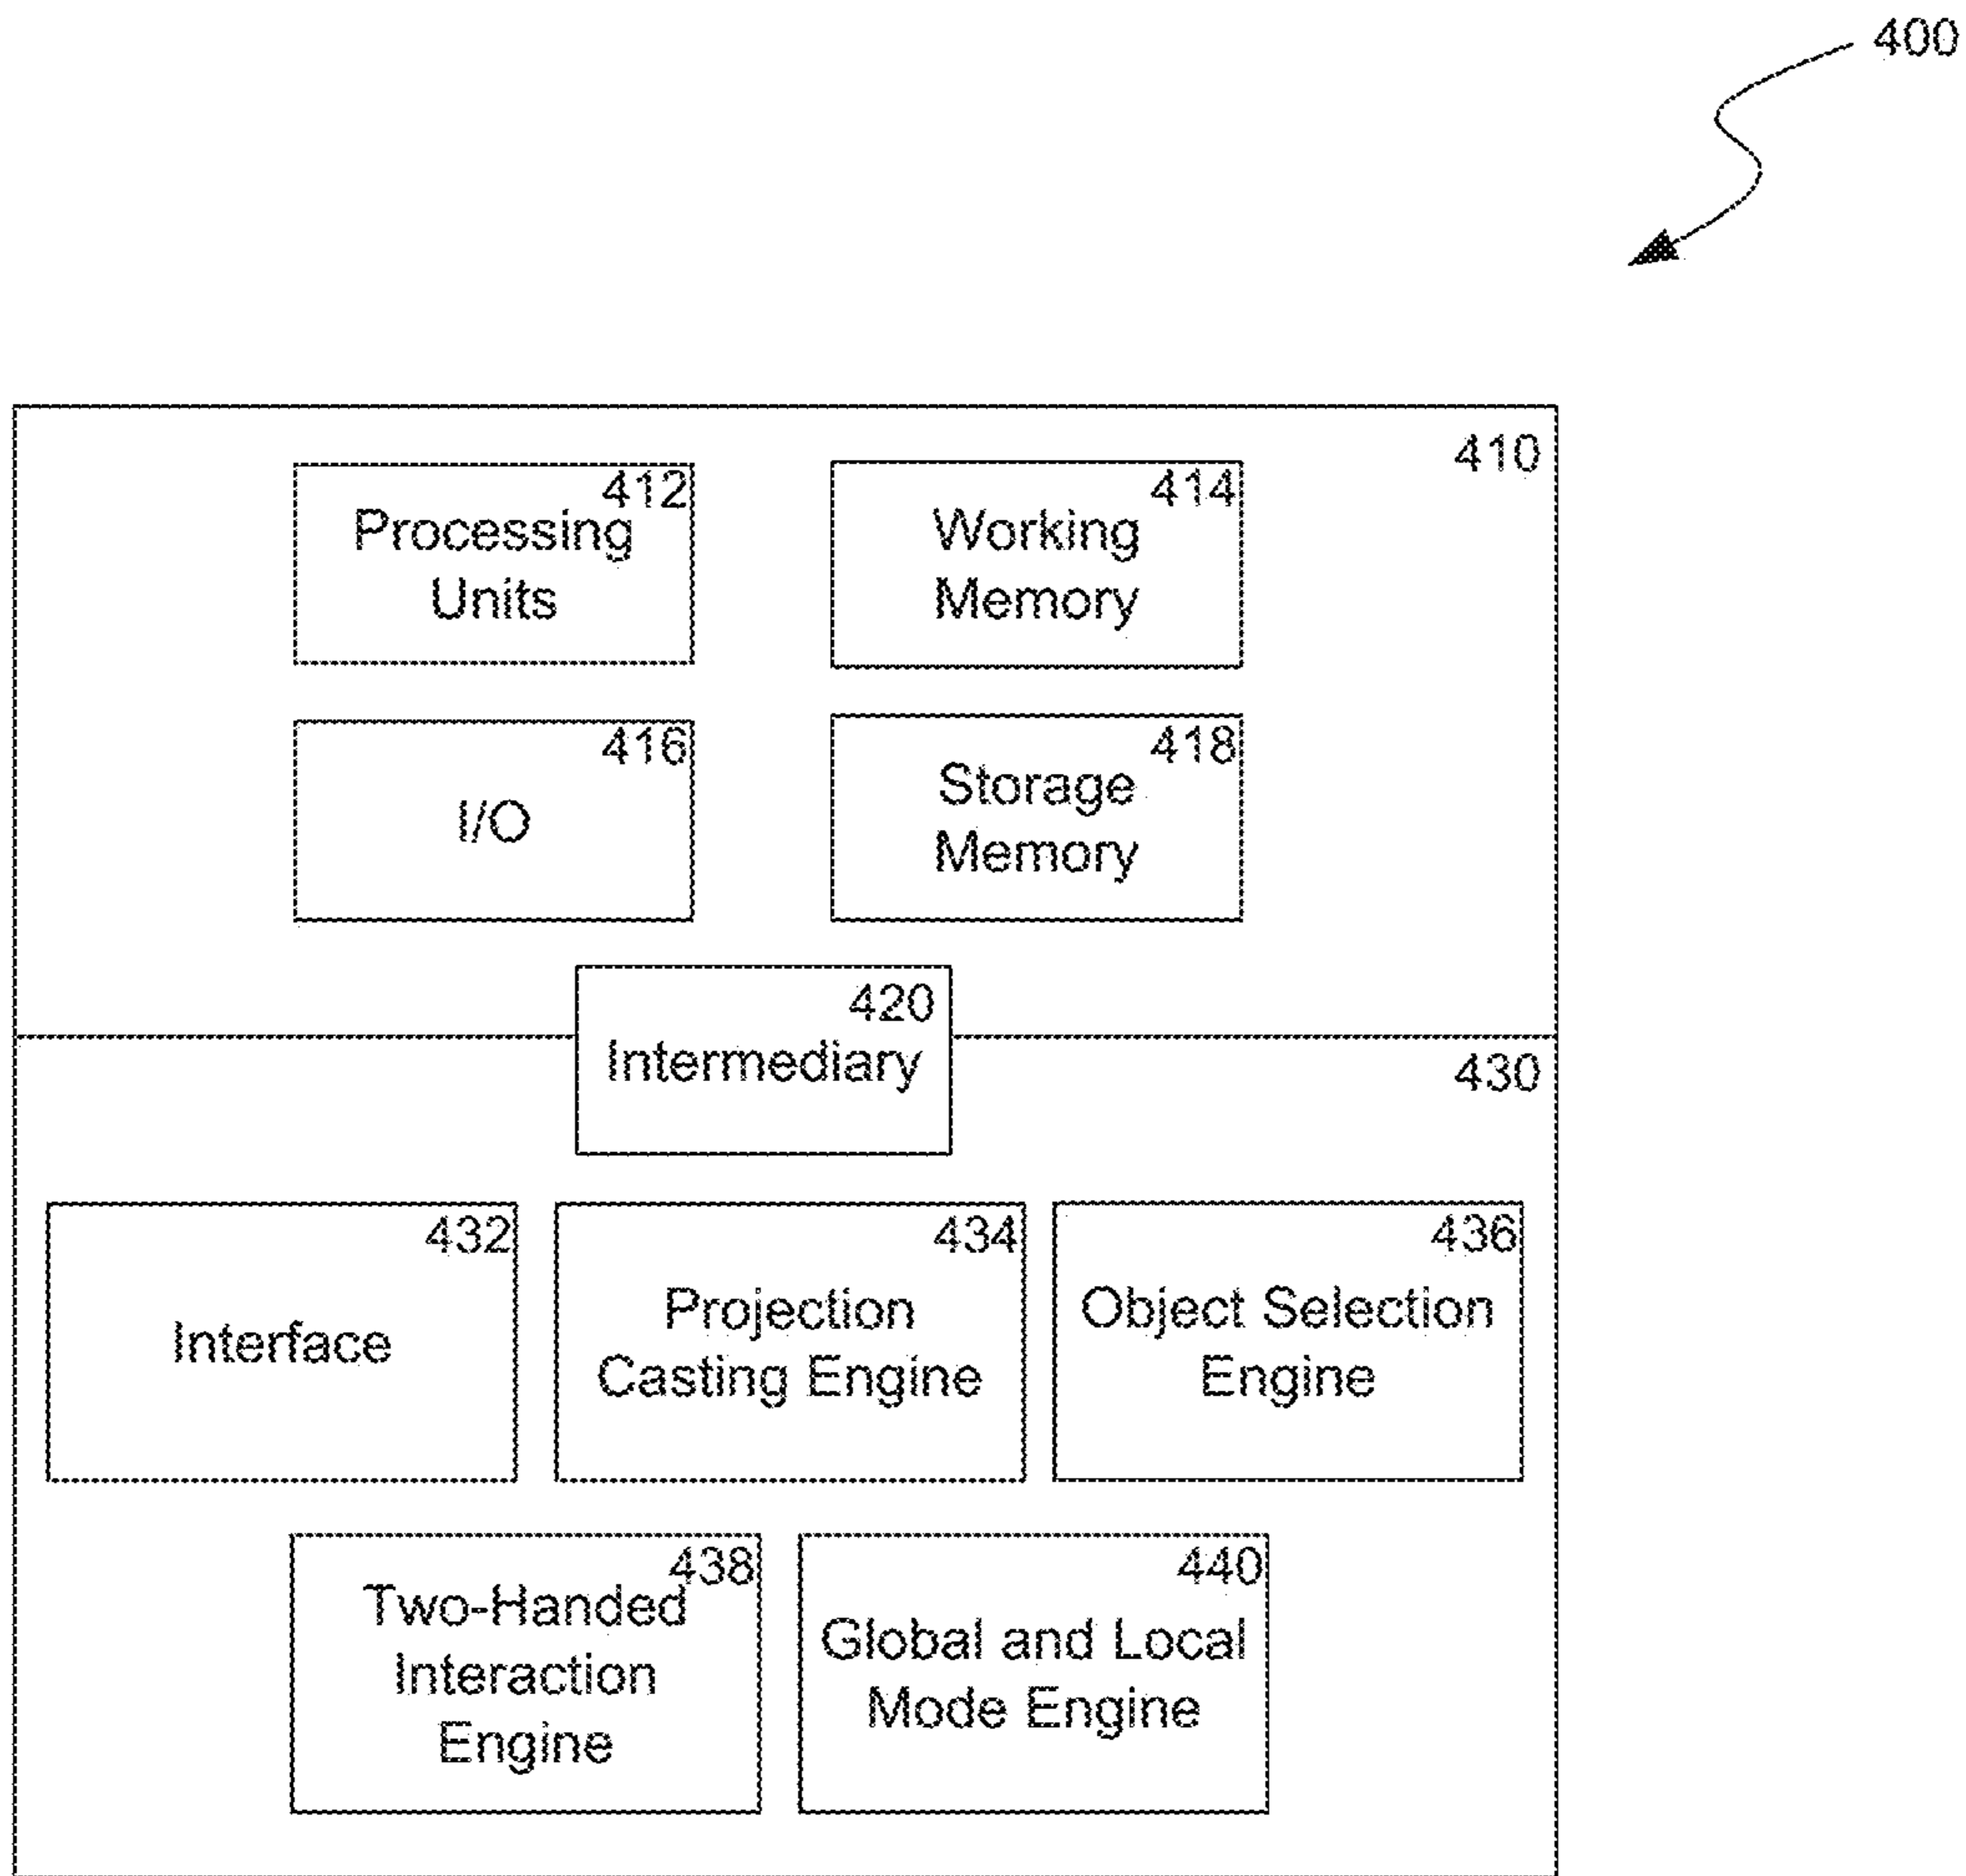 400
410
412
Processing
Units
414
Working
Memory
416
I/O
418
Storage
Memory
420
Intermediary
430
432
Interface
434
Projection
Casting Engine
436
Object Selection
Engine
438
Two-Handed
Interaction
Engine
440
Global and Local
Mode Engine